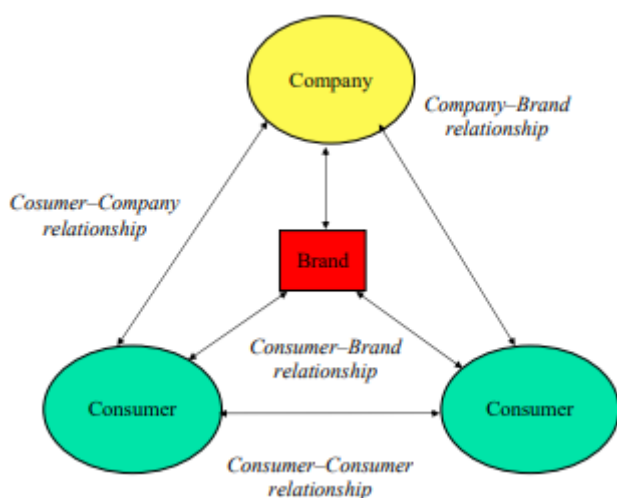 Company
Company–Brand
relationship
Cosumer–Company
relationship
Brand
Consumer–Brand
relationship
Consumer
Consumer
Consumer–Consumer
relationship